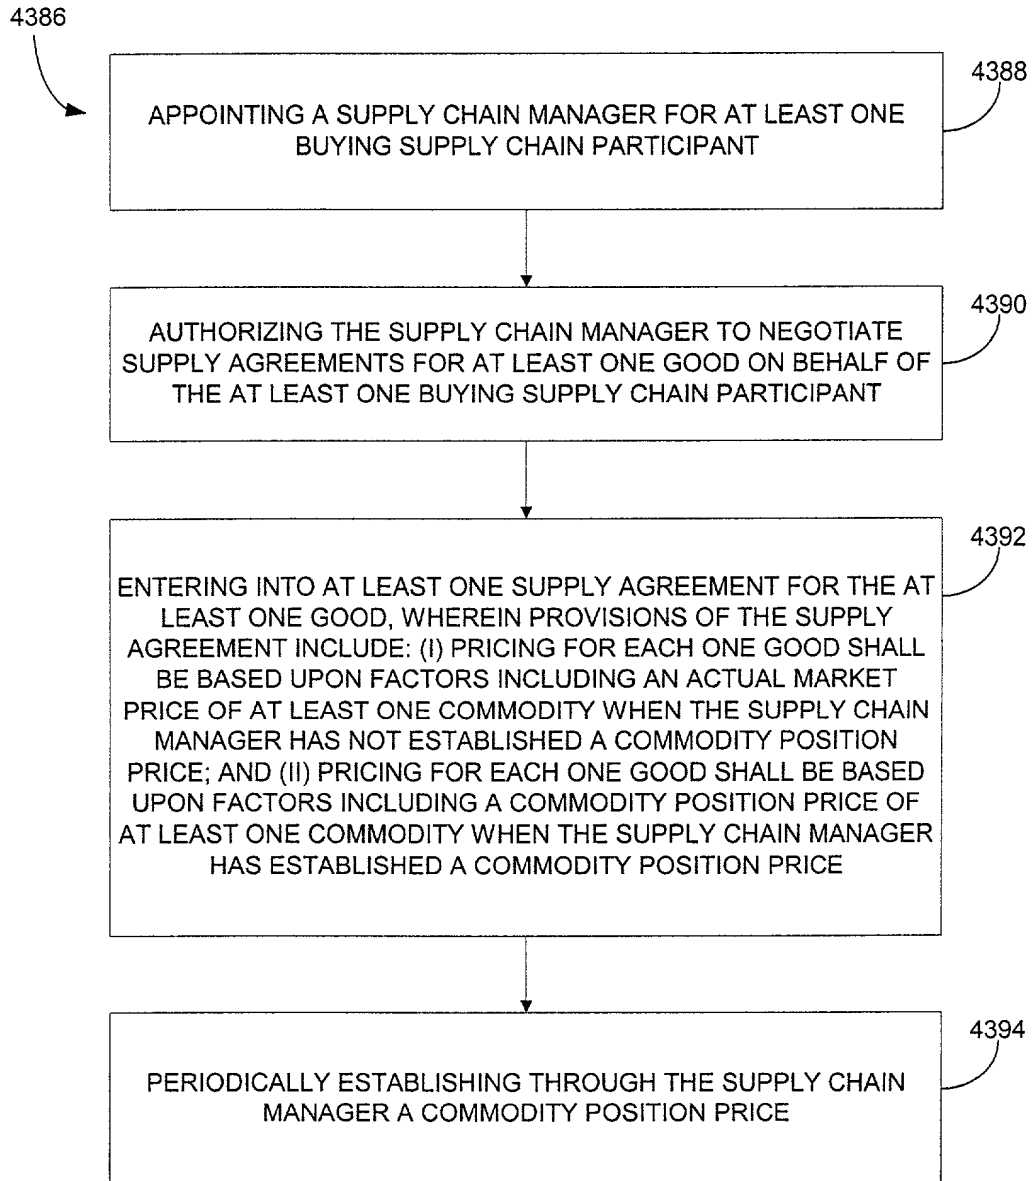 4386
4388
APPOINTING A SUPPLY CHAIN MANAGER FOR AT LEAST ONE
BUYING SUPPLY CHAIN PARTICIPANT
4390
AUTHORIZING THE SUPPLY CHAIN MANAGER TO NEGOTIATE
SUPPLY AGREEMENTS FOR AT LEAST ONE GOOD ON BEHALF OF
THE AT LEAST ONE BUYING SUPPLY CHAIN PARTICIPANT
4392
ENTERING INTO AT LEAST ONE SUPPLY AGREEMENT FOR THE AT
LEAST ONE GOOD, WHEREIN PROVISIONS OF THE SUPPLY
AGREEMENT INCLUDE: (I) PRICING FOR EACH ONE GOOD SHALL
BE BASED UPON FACTORS INCLUDING AN ACTUAL MARKET
PRICE OF AT LEAST ONE COMMODITY WHEN THE SUPPLY CHAIN
MANAGER HAS NOT ESTABLISHED A COMMODITY POSITION
PRICE; AND (II) PRICING FOR EACH ONE GOOD SHALL BE BASED
UPON FACTORS INCLUDING A COMMODITY POSITION PRICE OF
AT LEAST ONE COMMODITY WHEN THE SUPPLY CHAIN MANAGER
HAS ESTABLISHED A COMMODITY POSITION PRICE
4394
PERIODICALLY ESTABLISHING THROUGH THE SUPPLY CHAIN
MANAGER A COMMODITY POSITION PRICE